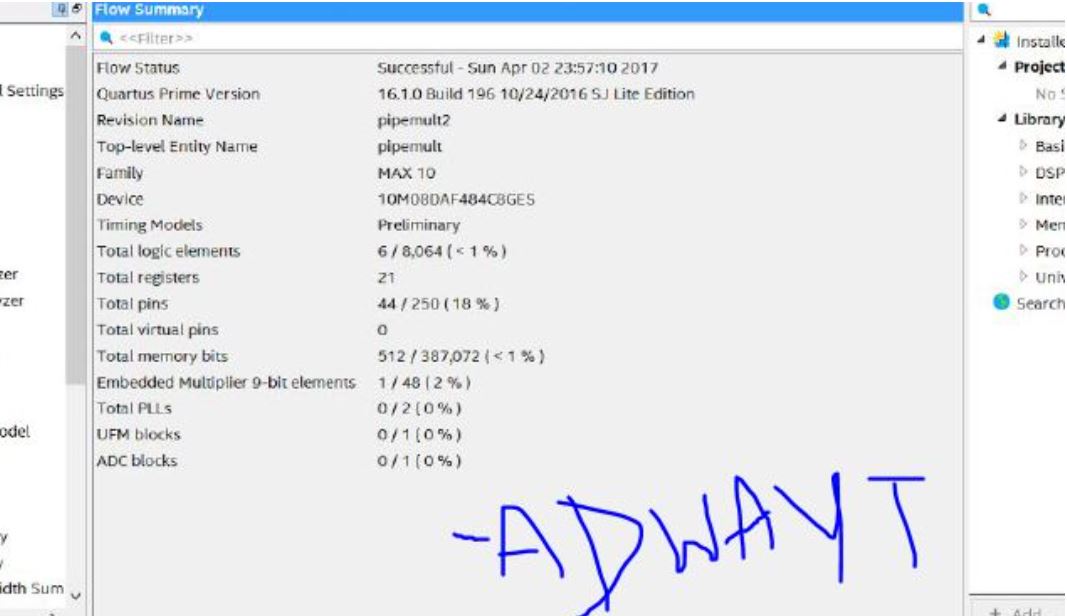 Flow Summary
<<Filter>>
Flow Status Successful - Sun Apr 02 23:57:10 2017
Quartus Prime Version 16.1.0 Build 196 10/24/2016 SJ Lite Edition
Revision Name pipemult2
Top-level Entity Name pipemult
Family MAX 10
Device 10M08DAF484C8GES
Timing Models Preliminary
Total logic elements 6 / 8,064 ( < 1 % )
Total registers 21
Total pins 44 / 250 ( 18 % )
Total virtual pins 0
Total memory bits 512 / 387,072 ( < 1 % )
Embedded Multiplier 9-bit elements 1 / 48 ( 2 % )
Total PLLs 0 / 2 ( 0 % )
UFM blocks 0 / 1 ( 0 % )
ADC blocks 0 / 1 ( 0 % )
-ADWAYT
l Settings
zer
yzer
odel
y
y
idth Sum
Installe
Project
No S
Library
Basi
DSP
Inter
Mem
Proc
Univ
Search
+ Add